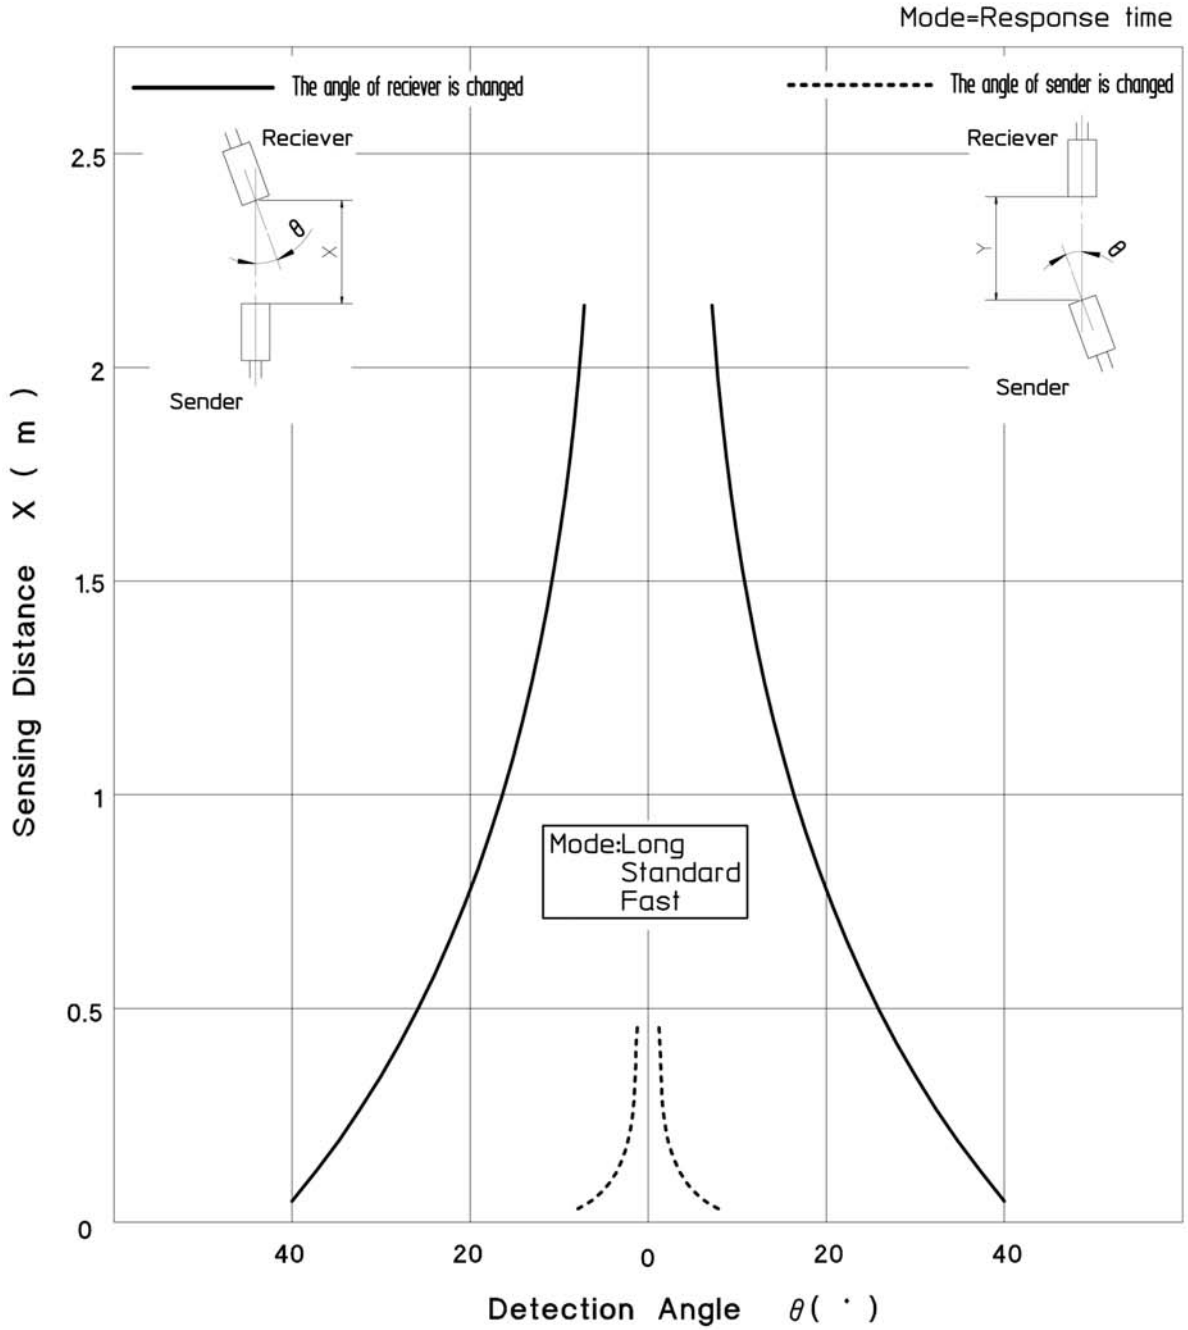 Mode=Response time
The angle of reciever is changed
The angle of sender is changed
Reciever
Reciever
2.5
θ
X
Y
θ
2
Sender
Sender
Sensing Distance X ( m )
1.5
1
Mode:Long
Standard
Fast
0.5
0
40
20
0
20
40
Detection Angle θ( ˙ )